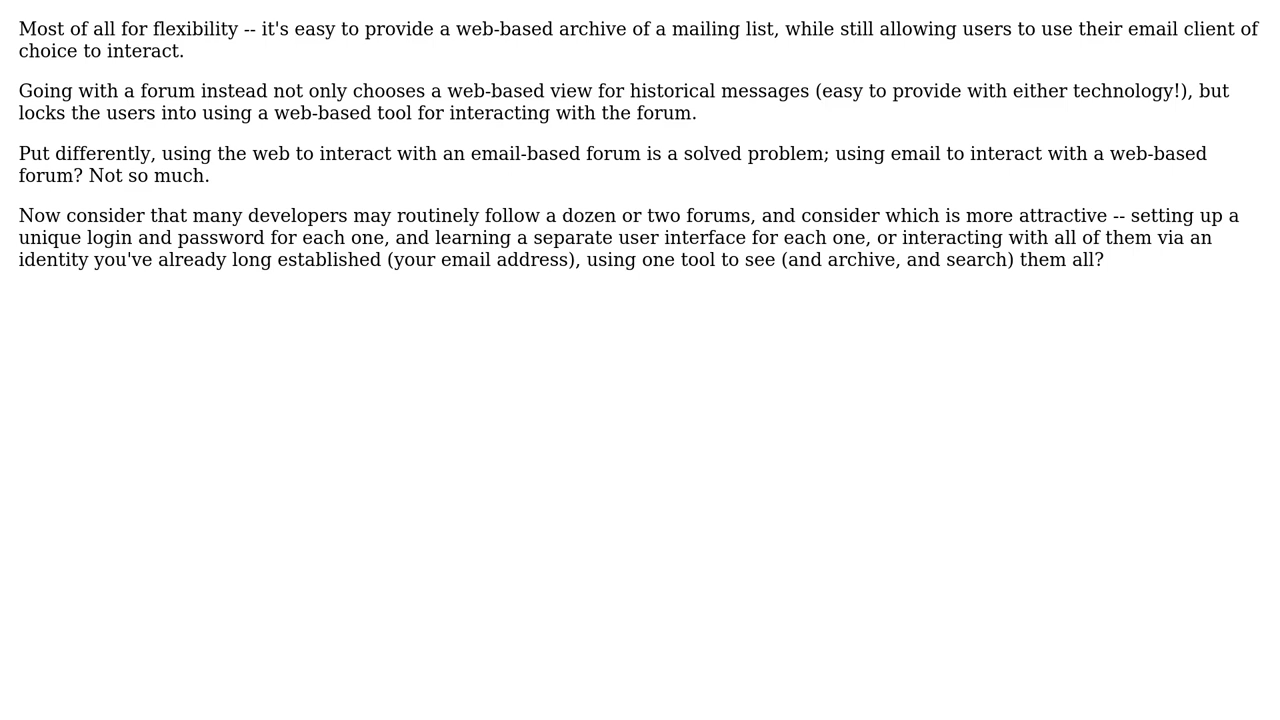 Most of all for flexibility -- it's easy to provide a web-based archive of a mailing list, while still allowing users to use their email client of
choice to interact.
Going with a forum instead not only chooses a web-based view for historical messages (easy to provide with either technology!), but
locks the users into using a web-based tool for interacting with the forum.
Put differently, using the web to interact with an email-based forum is a solved problem; using email to interact with a web-based
forum? Not so much.
Now consider that many developers may routinely follow a dozen or two forums, and consider which is more attractive -- setting up a
unique login and password for each one, and learning a separate user interface for each one, or interacting with all of them via an
identity you've already long established (your email address), using one tool to see (and archive, and search) them all?